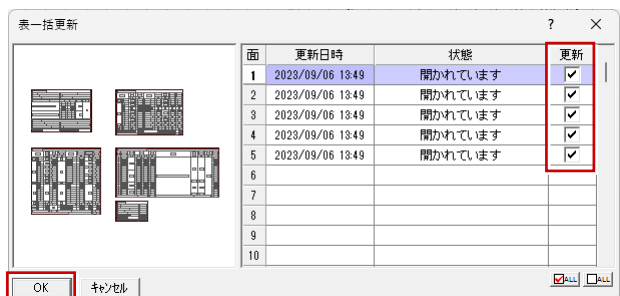 表一括更新 ? ×
面 更新日時 状態 更新
1 2023/09/06 13:49 開かれています
2 2023/09/06 13:49 開かれています
3 2023/09/06 13:49 開かれています
4 2023/09/06 13:49 開かれています
5 2023/09/06 13:49 開かれています
6
7
8
9
10
OK キャンセル ALL ALL